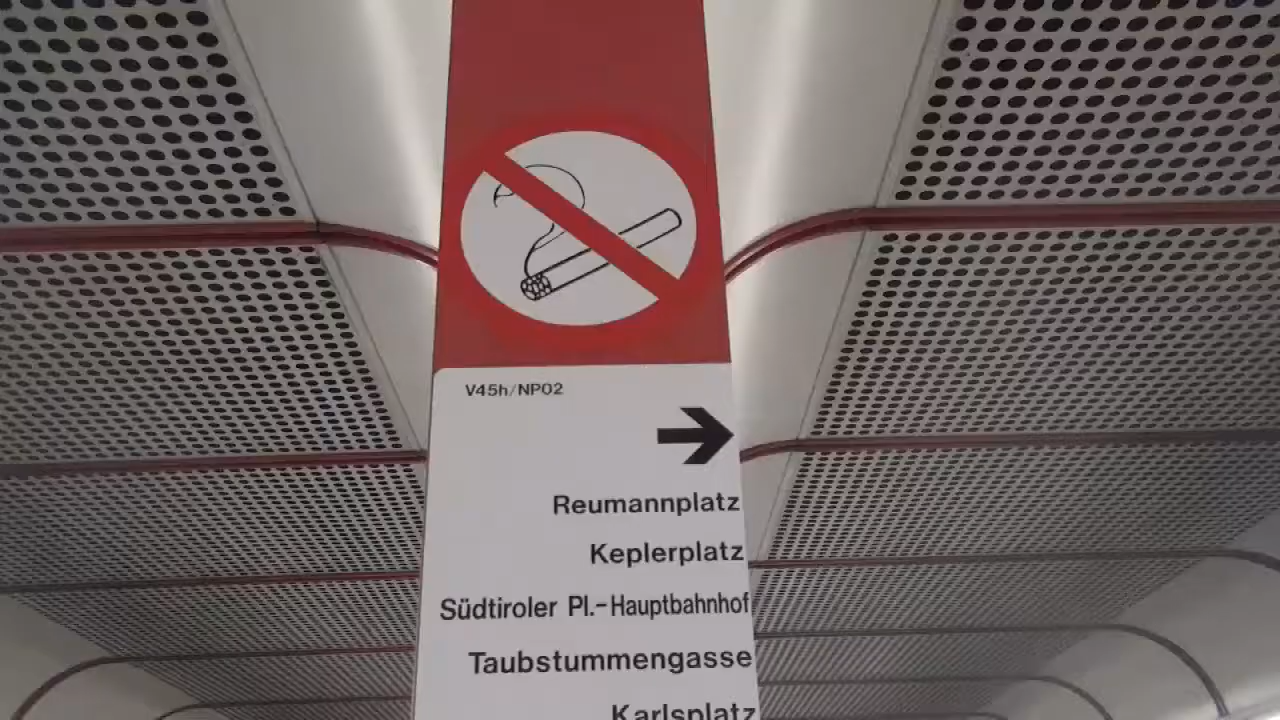 V45h/NP02
Reumannplatz
Keplerplatz
Südtiroler Pl.-Hauptbahnhof
Taubstummengasse
Karlsplatz